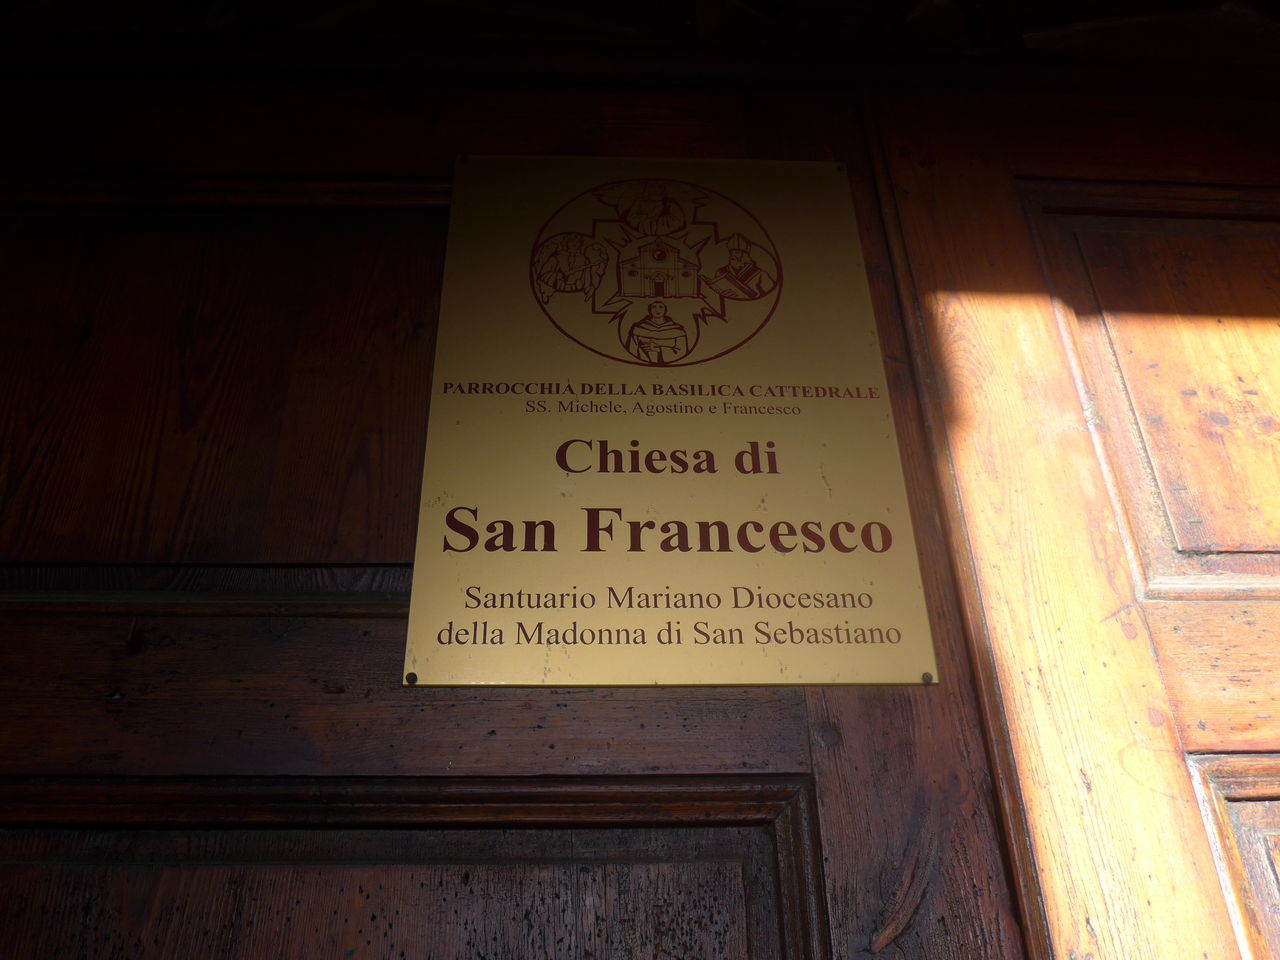 PARROCCHIA DELLA BASILICA CATTEDRALE
SS. Michele, Agostino e Francesco
Chiesa di
San Francesco
Santuario Mariano Diocesano
della Madonna di San Sebastiano